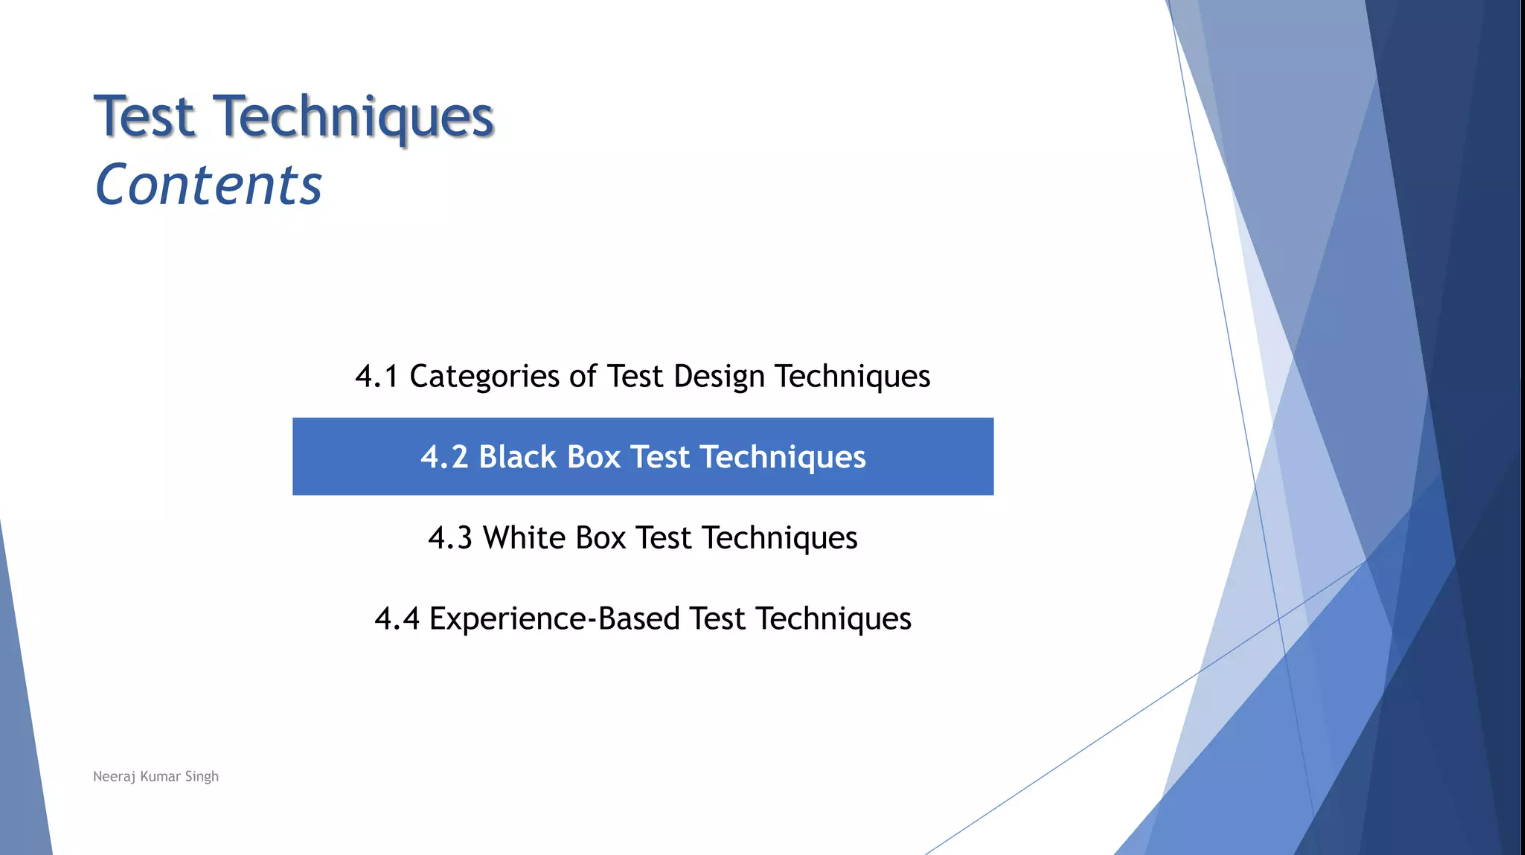 Test Techniques
Contents
4.1 Categories of Test Design Techniques
4.2 Black Box Test Techniques
4.3 White Box Test Techniques
4.4 Experience-Based Test Techniques
Neeraj Kumar Singh